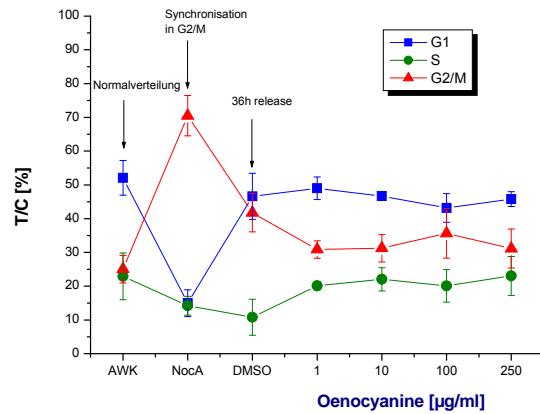 Synchronisation
in G2/M
Normalverteilung
36h release
G1
S
G2/M
T/C [%]
100
90
80
70
60
50
40
30
20
10
0
AWK NocA DMSO 1 10 100 250
Oenocyanine [µg/ml]